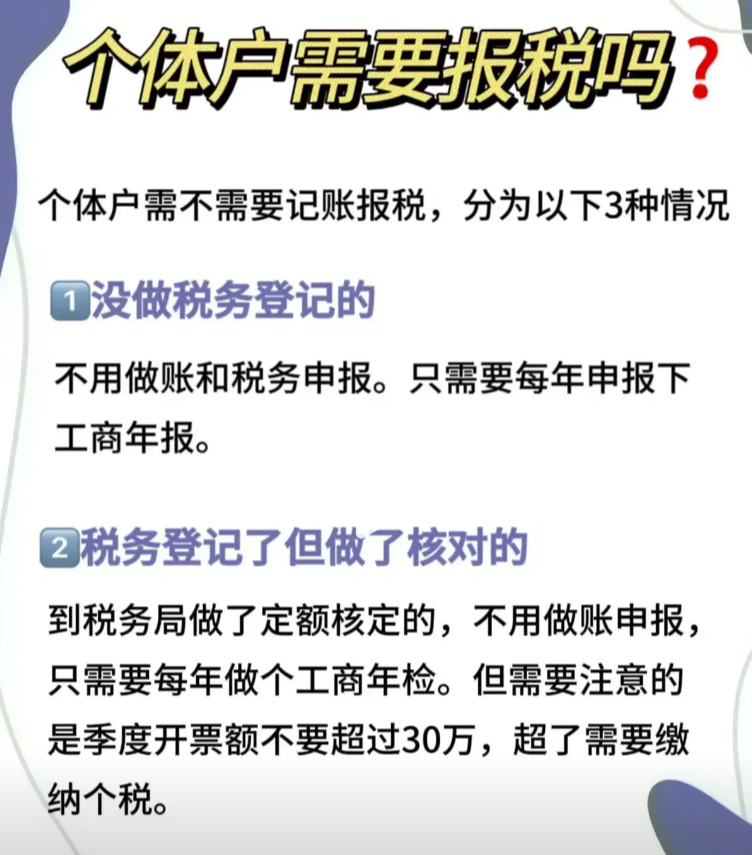 个体户需要报税吗❓
个体户需不需要记账报税，分为以下3种情况
1️⃣没做税务登记的
不用做账和税务申报。只需要每年申报下
工商年报。
2️⃣税务登记了但做了核对的
到税务局做了定额核定的，不用做账申报，
只需要每年做个工商年检。但需要注意的
是季度开票额不要超过30万，超了需要缴
纳个税。